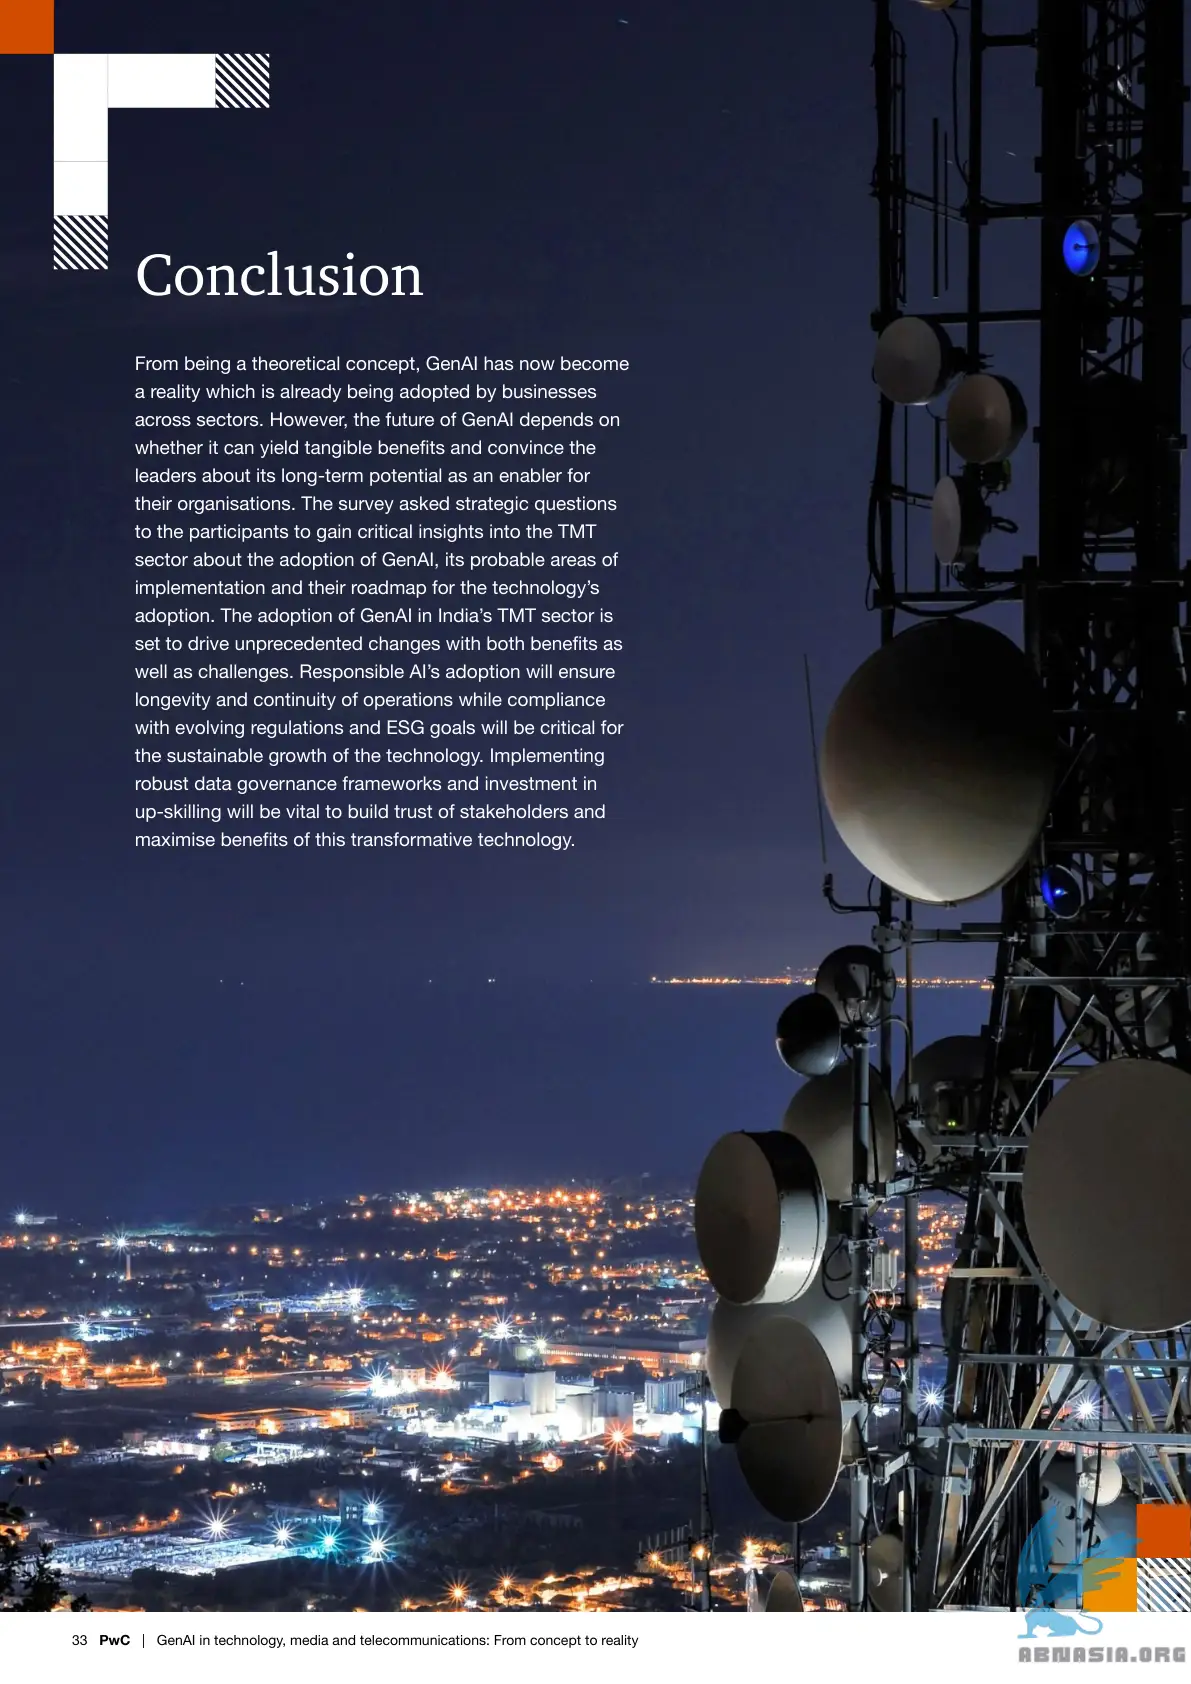 Conclusion
From being a theoretical concept, GenAI has now become
a reality which is already being adopted by businesses
across sectors. However, the future of GenAI depends on
whether it can yield tangible benefits and convince the
leaders about its long-term potential as an enabler for
their organisations. The survey asked strategic questions
to the participants to gain critical insights into the TMT
sector about the adoption of GenAI, its probable areas of
implementation and their roadmap for the technology’s
adoption. The adoption of GenAI in India’s TMT sector is
set to drive unprecedented changes with both benefits as
well as challenges. Responsible AI’s adoption will ensure
longevity and continuity of operations while compliance
with evolving regulations and ESG goals will be critical for
the sustainable growth of the technology. Implementing
robust data governance frameworks and investment in
up-skilling will be vital to build trust of stakeholders and
maximise benefits of this transformative technology.
33 PwC | GenAI in technology, media and telecommunications: From concept to reality
ABNASIA.ORG